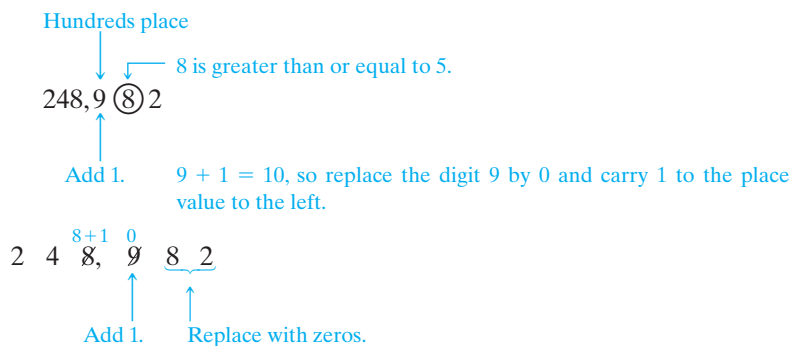 Hundreds place
8 is greater than or equal to 5.
248,9 8 2
Add 1. 9 + 1 = 10, so replace the digit 9 by 0 and carry 1 to the place
value to the left.
8+1 0
2 4 8, 9 8 2
Add 1. Replace with zeros.